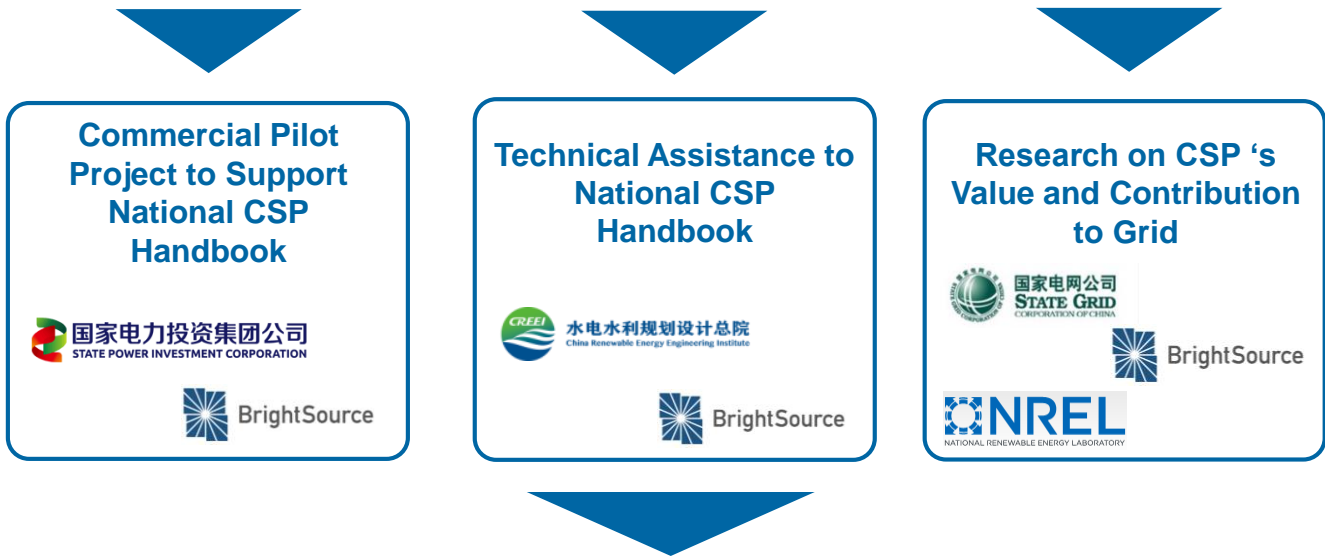 Commercial Pilot
Project to Support
National CSP
Handbook
国家电力投资集团公司
STATE POWER INVESTMENT CORPORATION
BrightSource
Technical Assistance to
National CSP
Handbook
CREEI
水电水利规划设计总院
China Renewable Energy Engineering Institute
BrightSource
Research on CSP ‘s
Value and Contribution
to Grid
国家电网公司
STATE GRID
CORPORATION OF CHINA
BrightSource
NREL
NATIONAL RENEWABLE ENERGY LABORATORY